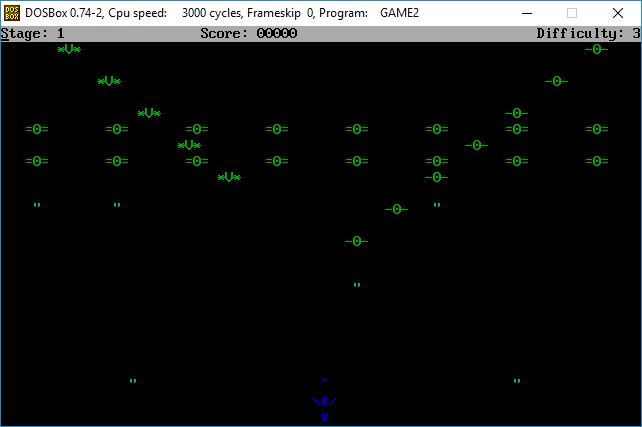 DOSBox 0.74-2, Cpu speed: 3000 cycles, Frameskip 0, Program: GAME2
Stage: 1 Score: 00000 Difficulty: 3
*V* -0-
*V* -0-
*V* -0-
=0= =0= =0= =0= =0= =0= =0= =0=
*V* -0-
=0= =0= =0= =0= =0= =0= =0= =0=
*V* -0-
" " "
-0-
-0-
"
" ^ "